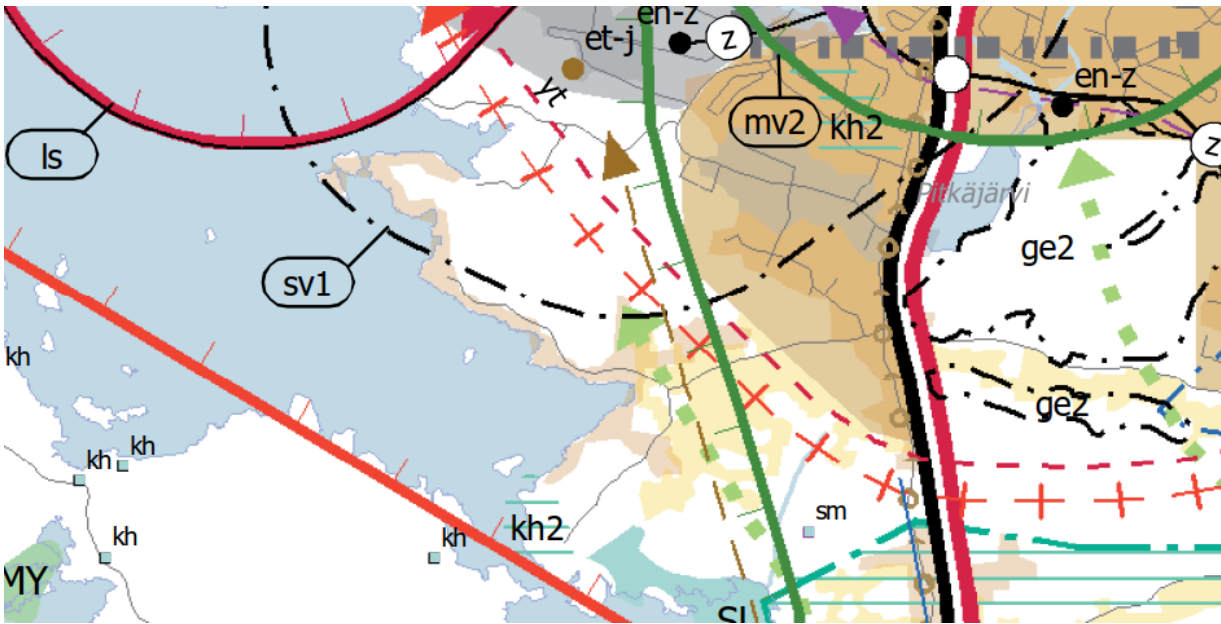 en-z
et-j
z
yt
mv2
kh2
en-z
z
ls
Pitkäjärvi
ge2
sv1
kh
ge2
kh
kh
sm
kh2
kh
MY
SL